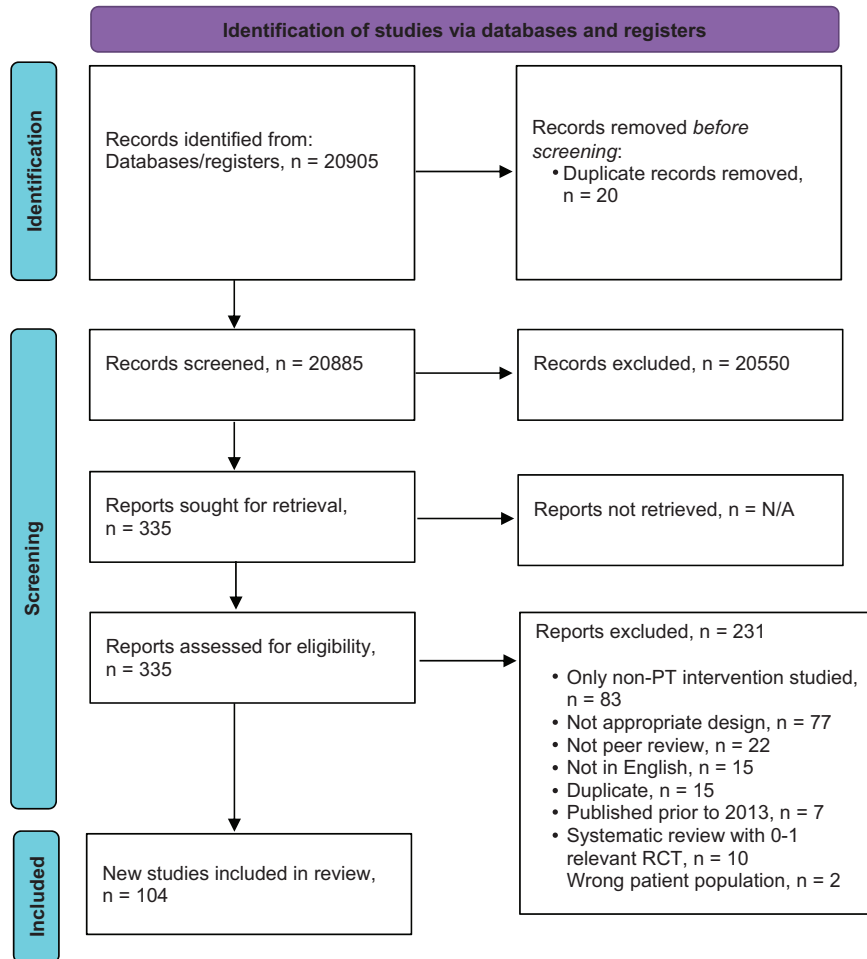 Identification of studies via databases and registers
Identification
Records identified from:
Databases/registers, n = 20905
Records removed before
screening:
• Duplicate records removed,
n = 20
Screening
Records screened, n = 20885
Records excluded, n = 20550
Reports sought for retrieval,
n = 335
Reports not retrieved, n = N/A
Reports assessed for eligibility,
n = 335
Reports excluded, n = 231
• Only non-PT intervention studied,
n = 83
• Not appropriate design, n = 77
• Not peer review, n = 22
• Not in English, n = 15
• Duplicate, n = 15
• Published prior to 2013, n = 7
• Systematic review with 0-1
relevant RCT, n = 10
Wrong patient population, n = 2
Included
New studies included in review,
n = 104